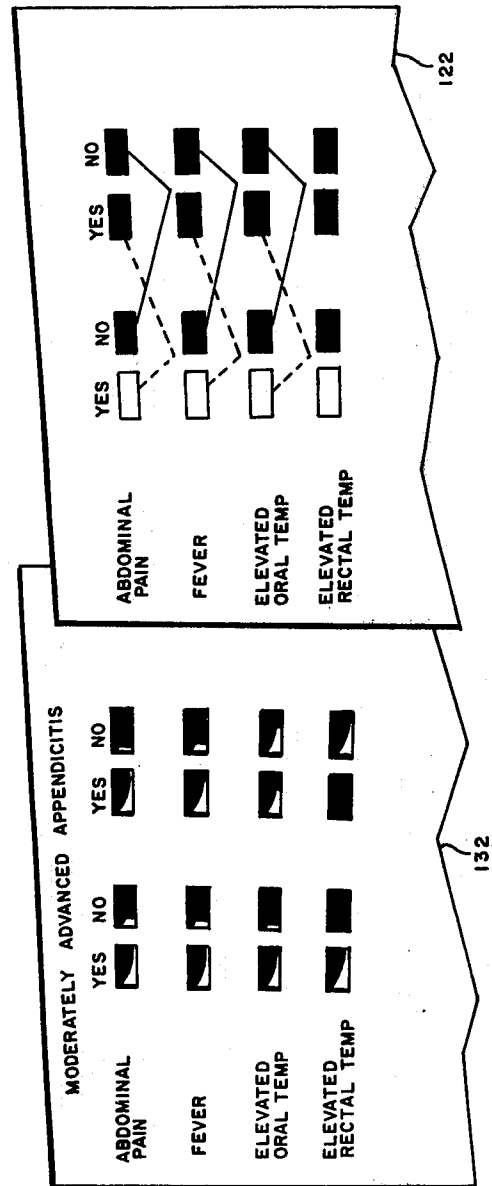 MODERATELY ADVANCED APPENDICITIS
YES NO YES NO
ABDOMINAL
PAIN
FEVER
ELEVATED
ORAL TEMP
ELEVATED
RECTAL TEMP
132
YES NO YES NO
ABDOMINAL
PAIN
FEVER
ELEVATED
ORAL TEMP
ELEVATED
RECTAL TEMP
122